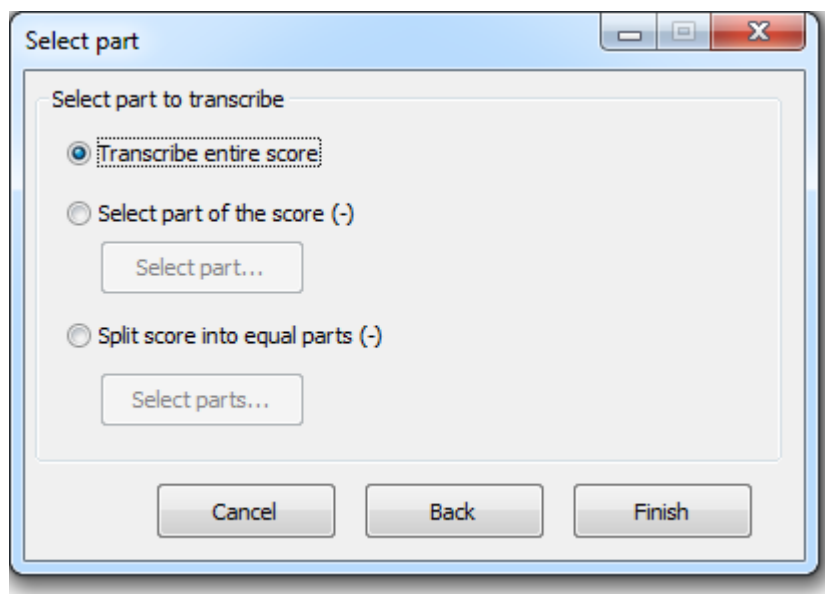 Select part
Select part to transcribe
Transcribe entire score
Select part of the score (-)
Select part...
Split score into equal parts (-)
Select parts...
Cancel Back Finish